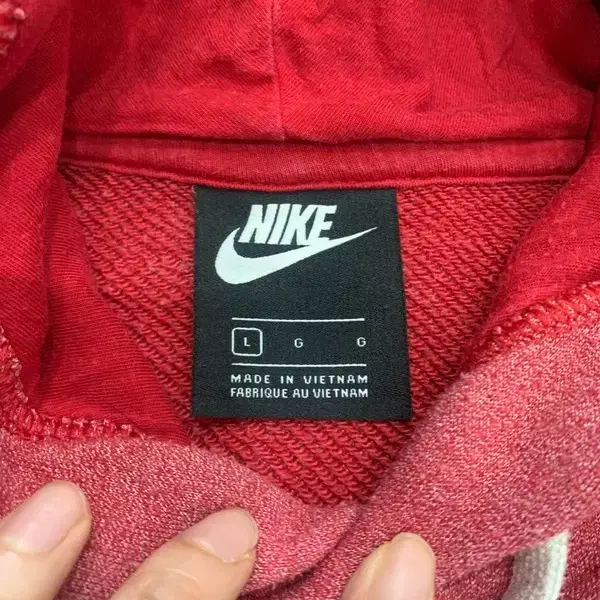 NIKE
L G G
MADE IN VIETNAM
FABRIQUE AU VIETNAM